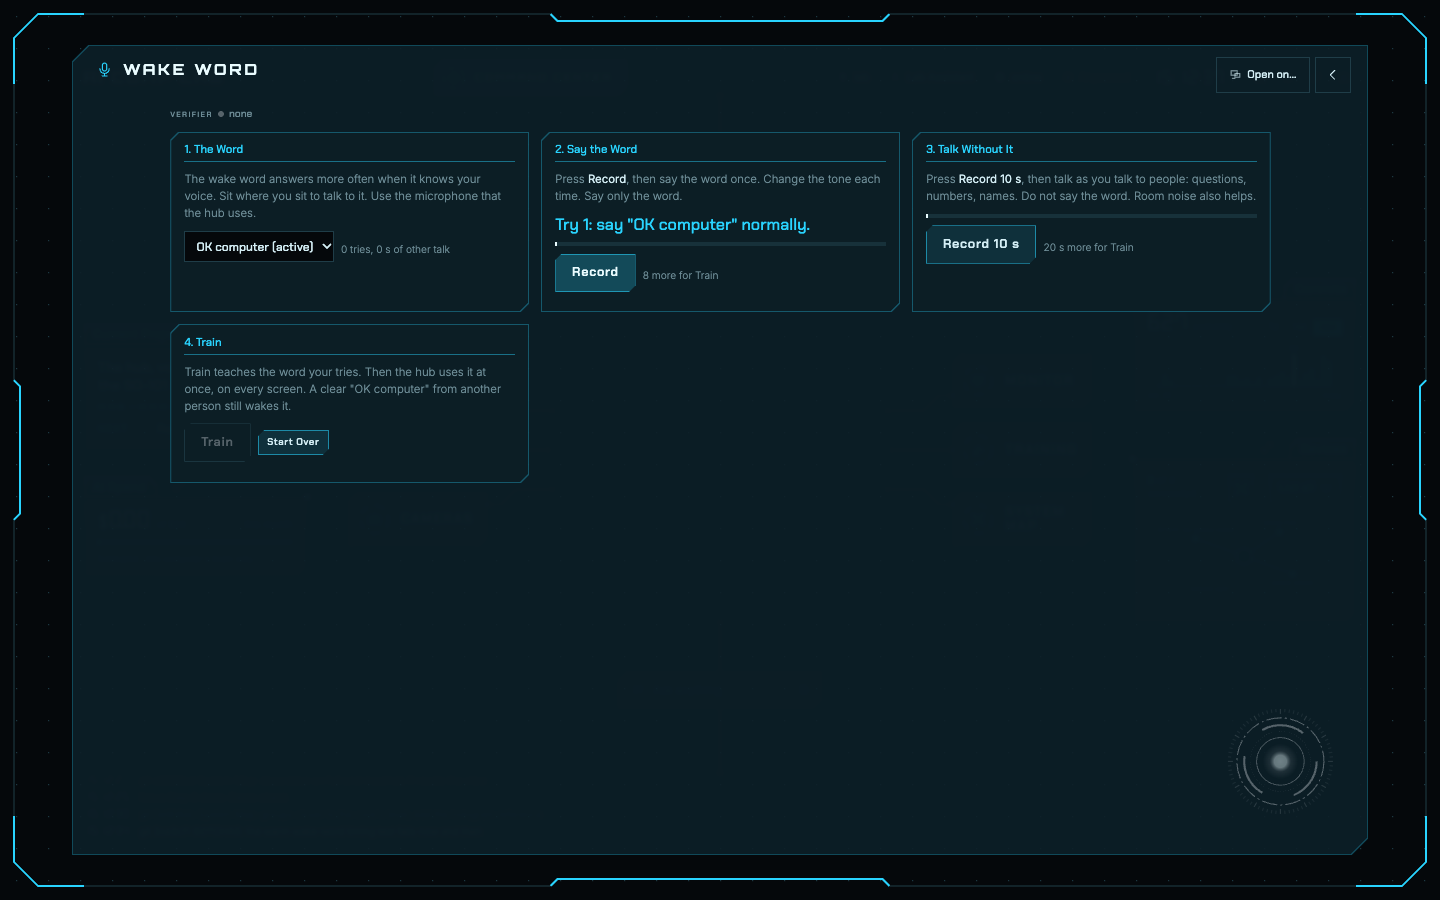 WAKE WORD
Open on...
VERIFIER none
1. The Word
The wake word answers more often when it knows your
voice. Sit where you sit to talk to it. Use the microphone that
the hub uses.
OK computer (active)
0 tries, 0 s of other talk
2. Say the Word
Press Record, then say the word once. Change the tone each
time. Say only the word.
Try 1: say "OK computer" normally.
Record
8 more for Train
3. Talk Without It
Press Record 10 s, then talk as you talk to people: questions,
numbers, names. Do not say the word. Room noise also helps.
Record 10 s
20 s more for Train
4. Train
Train teaches the word your tries. Then the hub uses it at
once, on every screen. A clear "OK computer" from another
person still wakes it.
Train
Start Over